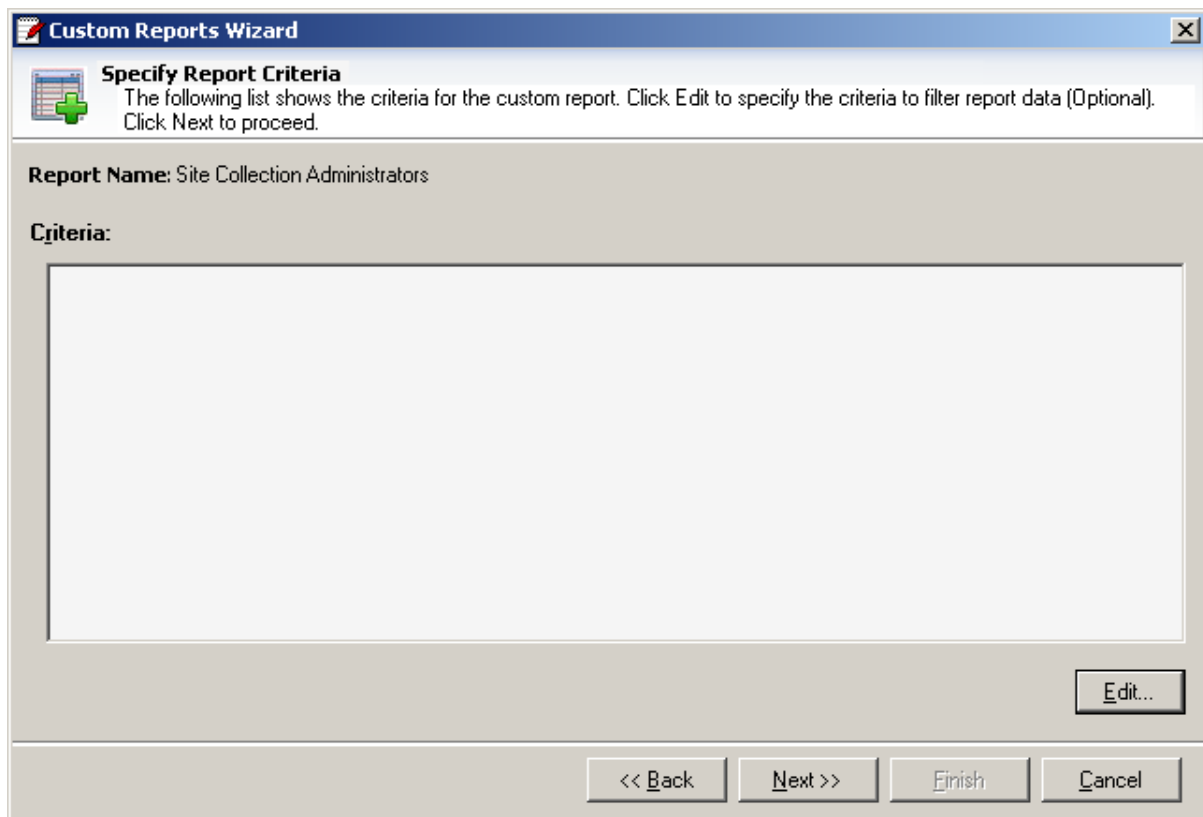 Custom Reports Wizard
Specify Report Criteria
The following list shows the criteria for the custom report. Click Edit to specify the criteria to filter report data (Optional).
Click Next to proceed.
Report Name: Site Collection Administrators
Criteria:
Edit...
<< Back Next >> Finish Cancel